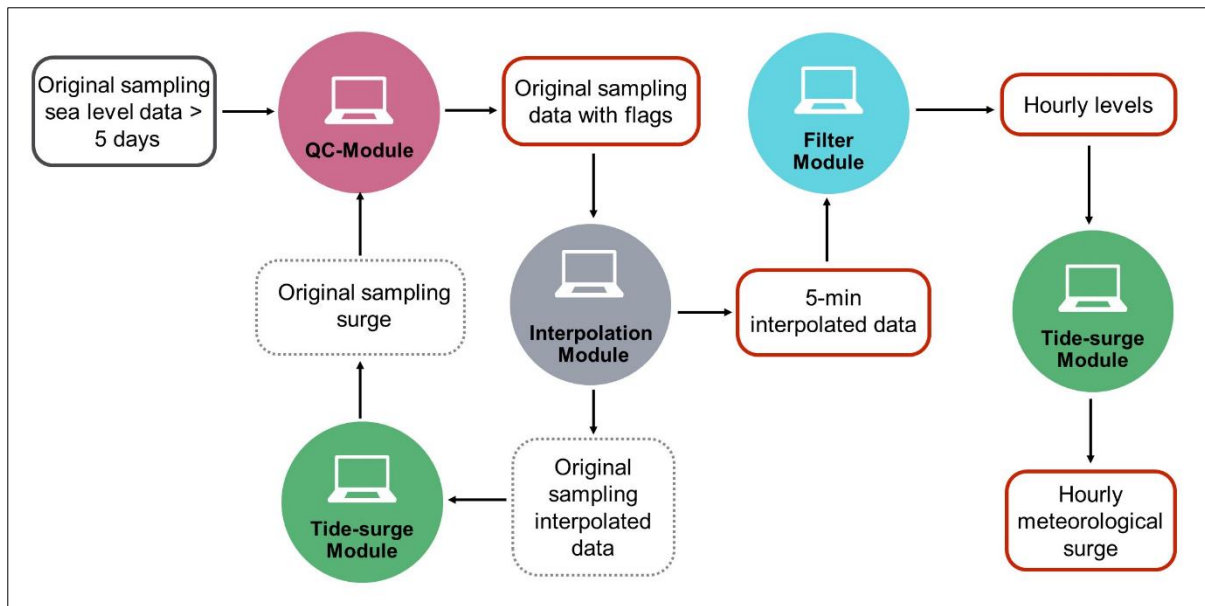 Original sampling
sea level data >
5 days
QC-Module
Original sampling
data with flags
Filter
Module
Hourly levels
Original sampling
surge
Interpolation
Module
5-min
interpolated data
Tide-surge
Module
Tide-surge
Module
Original
sampling
interpolated
data
Hourly
meteorological
surge